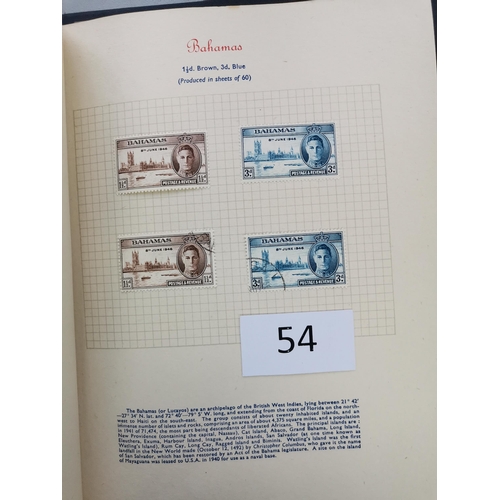 Bahamas
1½d. Brown, 3d. Blue
(Produced in sheets of 60)
BAHAMAS
8TH JUNE 1946
1½D
POSTAGE & REVENUE
1½D
BAHAMAS
8TH JUNE 1946
3D
POSTAGE & REVENUE
3D
BAHAMAS
8TH JUNE 1946
1½D
POSTAGE & REVENUE
1½D
BAHAMAS
8TH JUNE 1946
3D
POSTAGE & REVENUE
3D
54
The Bahamas (or Lucayos) are an archipelago of the British West Indies, lying between 21° 42'
—27° 34' N. lat. and 72° 40'—79° 5' W. long, and extending from the coast of Florida on the north-
west to Haiti on the south-east. The group consists of about twenty inhabited islands, and an
immense number of islets and rocks, comprising an area of about 4,375 square miles, and a population
in 1941 of 71,474, the most part being descendants of liberated Africans. The principal islands are:
New Providence (containing the capital, Nassau), Cat Island, Abaco, Grand Bahama, Long Island,
Eleuthera, Exuma, Harbour Island, Inagua, Andros Islands, San Salvador (at one time known as
Watling's Island), Rum Cay, Long Cay, Ragged Island and Bimini. Watling's Island was the first
landfall in the New World made (October 12, 1492) by Christopher Columbus, who gave it the name
of San Salvador, which has been restored by an Act of the Bahama legislature. A site on the island
of Mayaguana was leased to U.S.A. in 1940 for use as a naval base.